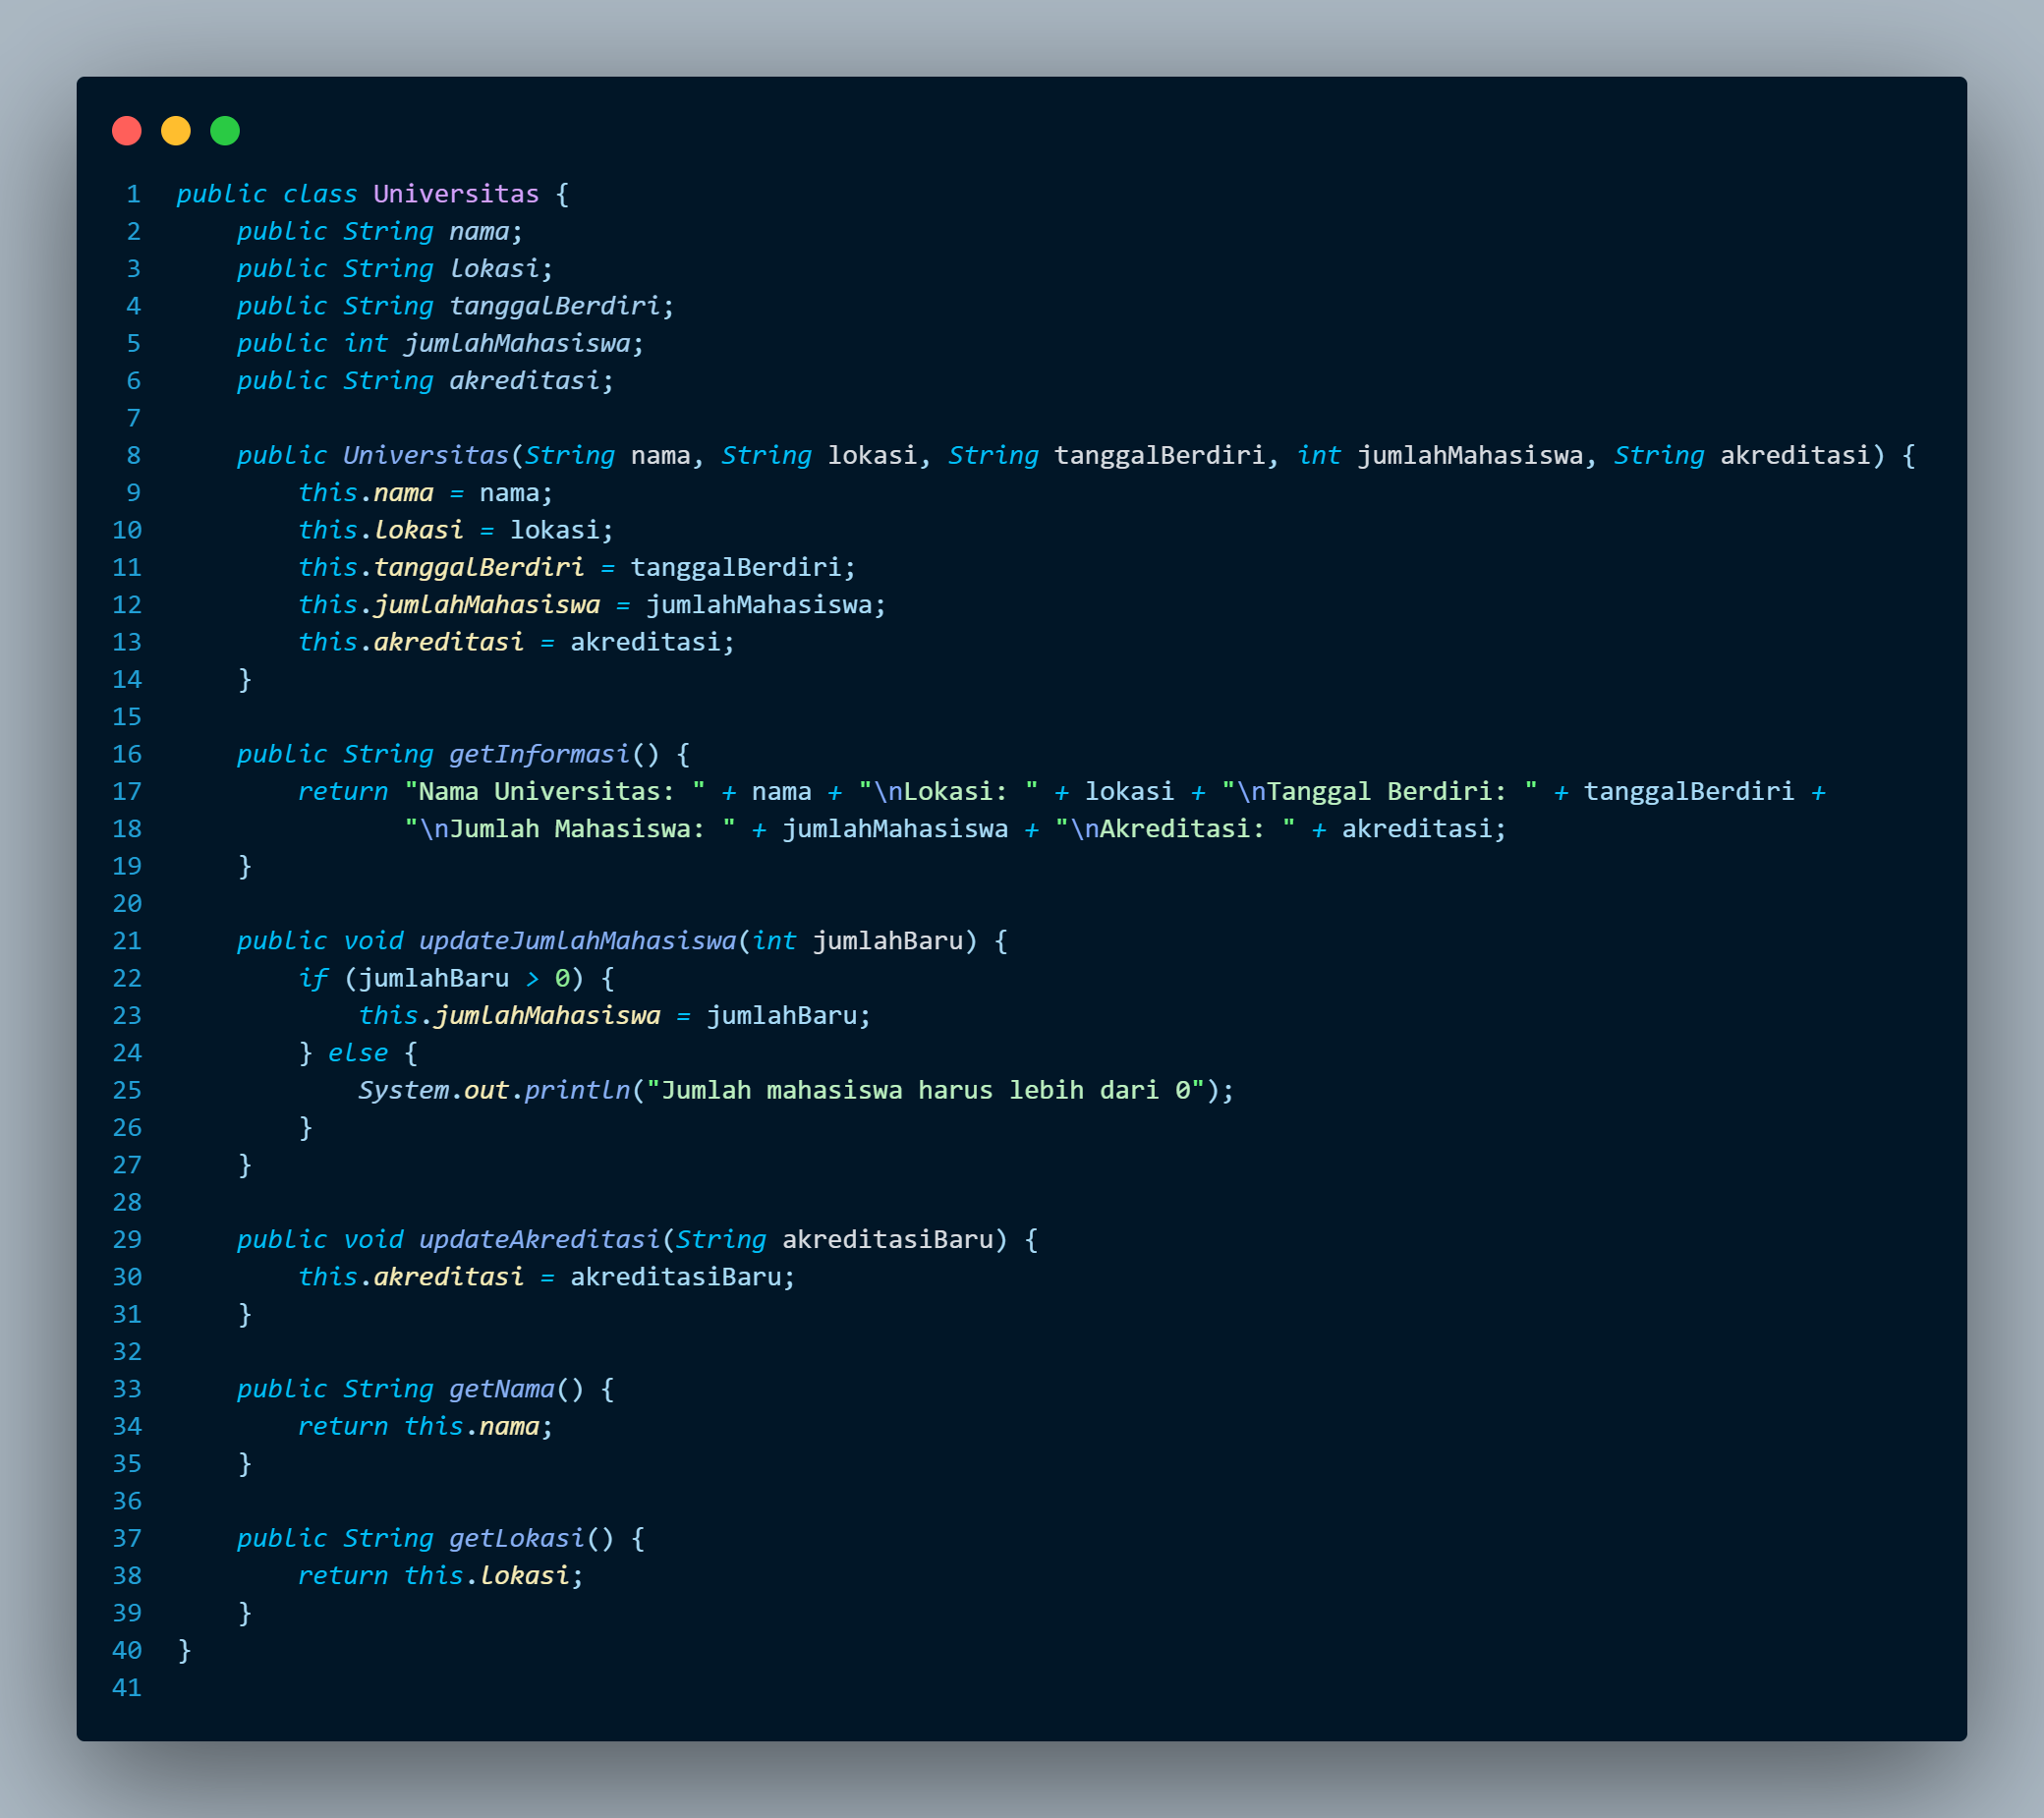 1 public class Universitas {
2     public String nama;
3     public String lokasi;
4     public String tanggalBerdiri;
5     public int jumlahMahasiswa;
6     public String akreditasi;
7
8     public Universitas(String nama, String lokasi, String tanggalBerdiri, int jumlahMahasiswa, String akreditasi) {
9         this.nama = nama;
10         this.lokasi = lokasi;
11         this.tanggalBerdiri = tanggalBerdiri;
12         this.jumlahMahasiswa = jumlahMahasiswa;
13         this.akreditasi = akreditasi;
14     }
15
16     public String getInformasi() {
17         return "Nama Universitas: " + nama + "\nLokasi: " + lokasi + "\nTanggal Berdiri: " + tanggalBerdiri +
18                "\nJumlah Mahasiswa: " + jumlahMahasiswa + "\nAkreditasi: " + akreditasi;
19     }
20
21     public void updateJumlahMahasiswa(int jumlahBaru) {
22         if (jumlahBaru > 0) {
23             this.jumlahMahasiswa = jumlahBaru;
24         } else {
25             System.out.println("Jumlah mahasiswa harus lebih dari 0");
26         }
27     }
28
29     public void updateAkreditasi(String akreditasiBaru) {
30         this.akreditasi = akreditasiBaru;
31     }
32
33     public String getNama() {
34         return this.nama;
35     }
36
37     public String getLokasi() {
38         return this.lokasi;
39     }
40 }
41